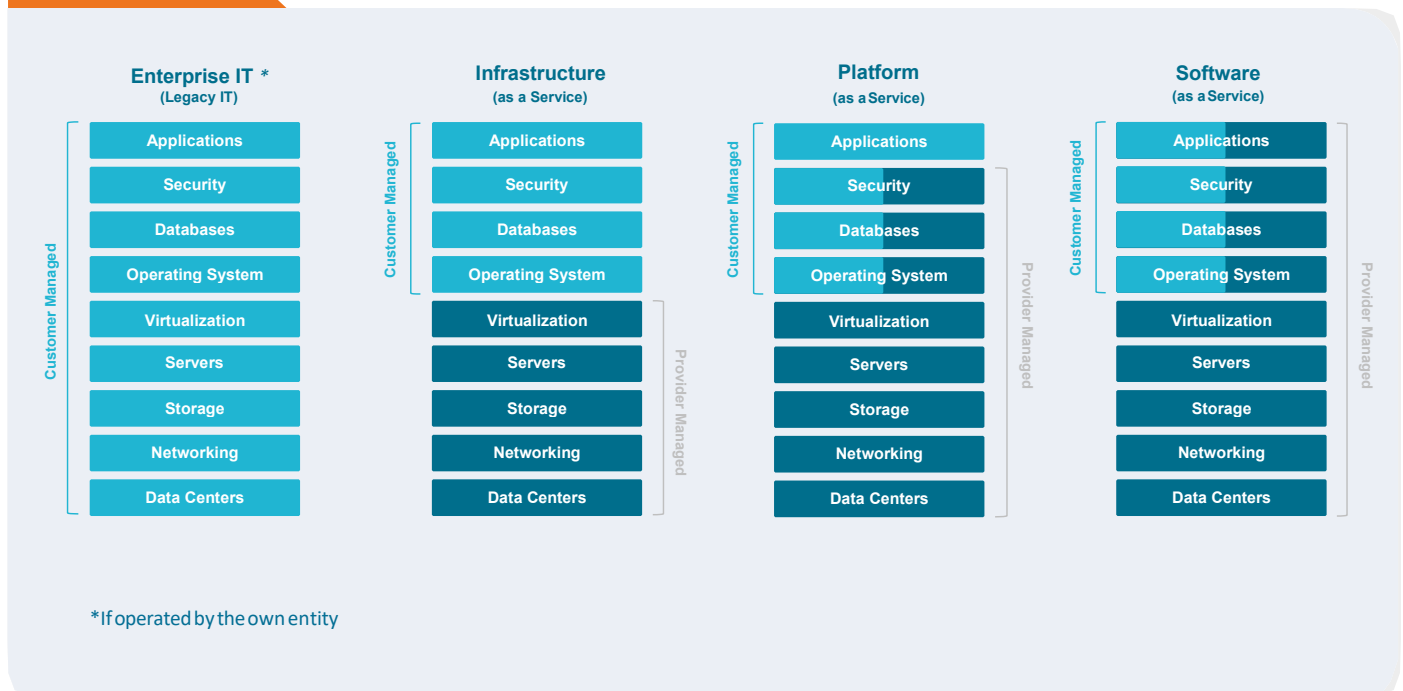 Enterprise IT *
(Legacy IT)
Customer Managed
Applications
Security
Databases
Operating System
Virtualization
Servers
Storage
Networking
Data Centers
Infrastructure
(as a Service)
Customer Managed
Applications
Security
Databases
Operating System
Virtualization
Servers
Storage
Networking
Data Centers
Provider Managed
Platform
(as a Service)
Customer Managed
Applications
Security
Databases
Operating System
Virtualization
Servers
Storage
Networking
Data Centers
Provider Managed
Software
(as a Service)
Customer Managed
Applications
Security
Databases
Operating System
Virtualization
Servers
Storage
Networking
Data Centers
Provider Managed
*If operated by the own entity